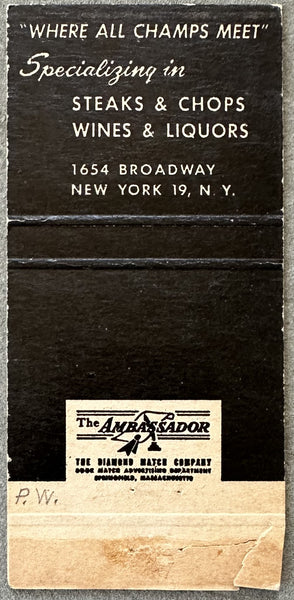 "WHERE ALL CHAMPS MEET"
Specializing in
STEAKS & CHOPS
WINES & LIQUORS
1654 BROADWAY
NEW YORK 19, N. Y.
The AMBASSADOR
THE DIAMOND MATCH COMPANY
BOOK MATCH ADVERTISING DEPARTMENT
SPRINGFIELD, MASSACHUSETTS
P.W.